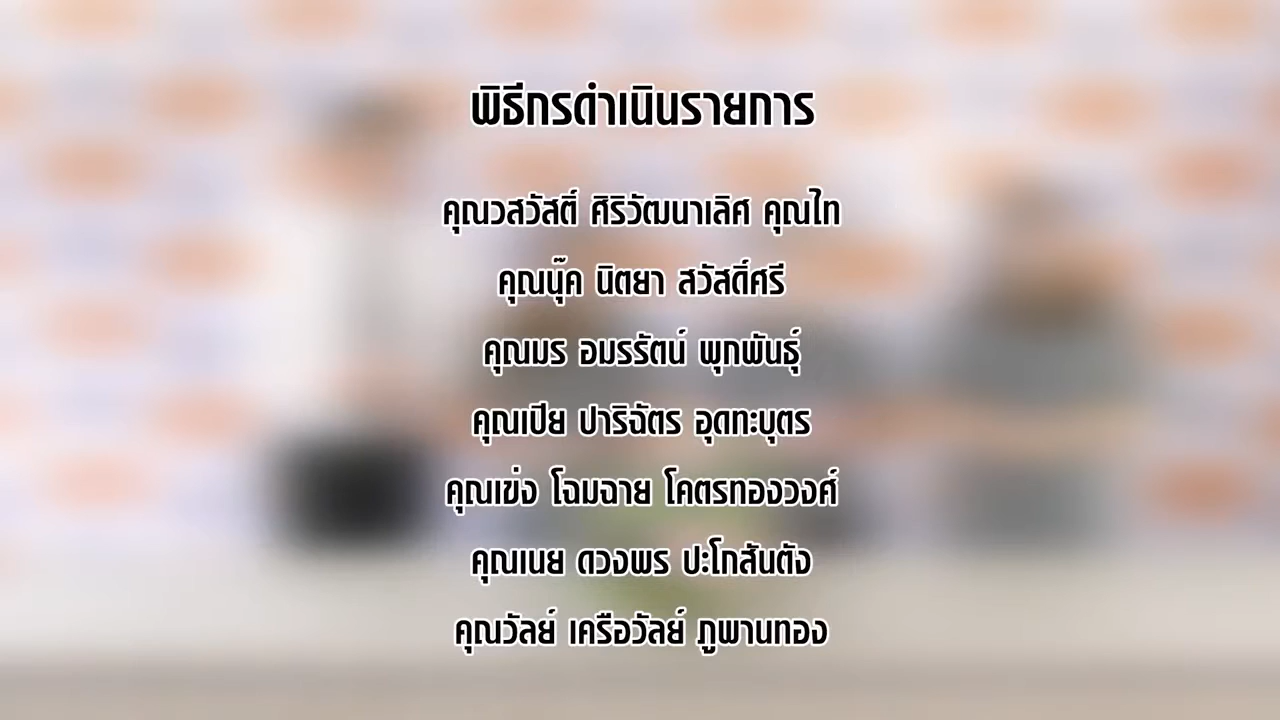 พิธีกรดำเนินรายการ
คุณวสวัสติ์ ศิริวัฒนาเลิศ คุณไท
คุณนุ๊ค นิตยา สวัสดิ์ศรี
คุณมร อมรรัตน์ พุกพันธุ์
คุณเปีย ปาริฉัตร อุดทะบุตร
คุณเข่ง โฉมฉาย โคตรทองวงศ์
คุณเนย ดวงพร ปะโกสันตัง
คุณวัลย์ เครือวัลย์ ภูพานทอง